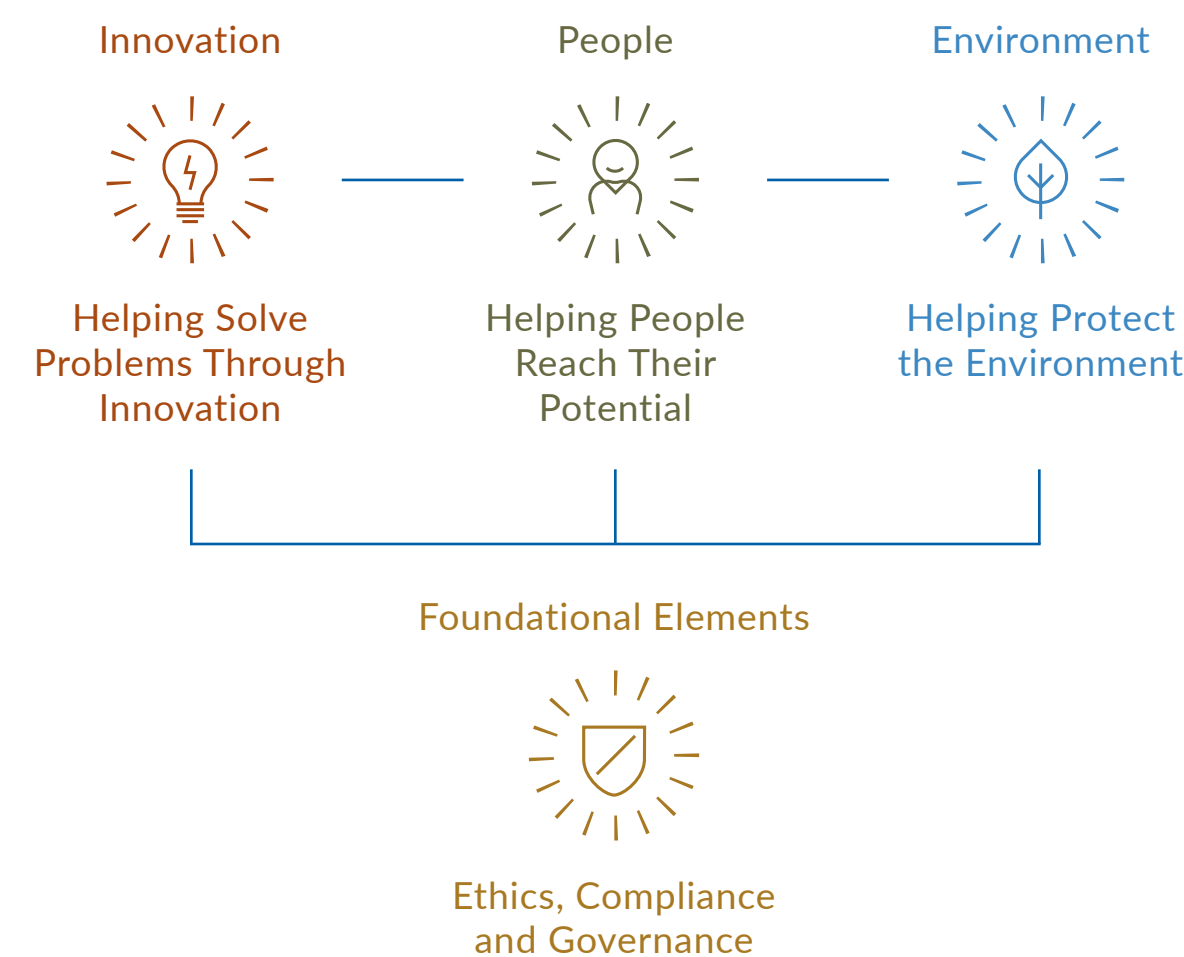 Innovation
People
Environment
Helping Solve
Problems Through
Innovation
Helping People
Reach Their
Potential
Helping Protect
the Environment
Foundational Elements
Ethics, Compliance
and Governance